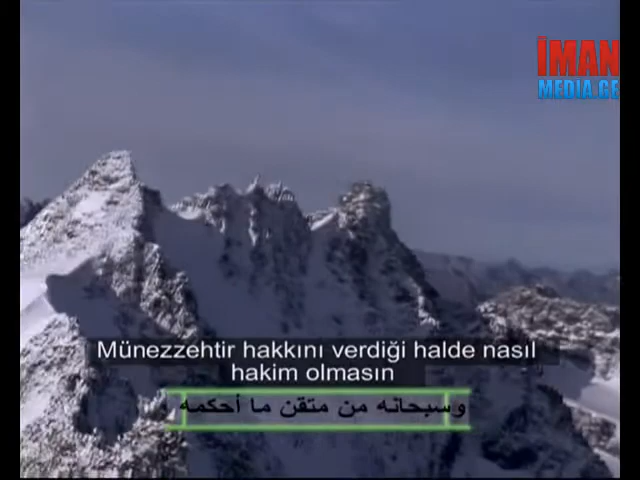 İMAN
MEDIA.GE
Münezzehtir hakkını verdiği halde nasıl
hakim olmasın
وسبحانه من متقن ما أحكمه